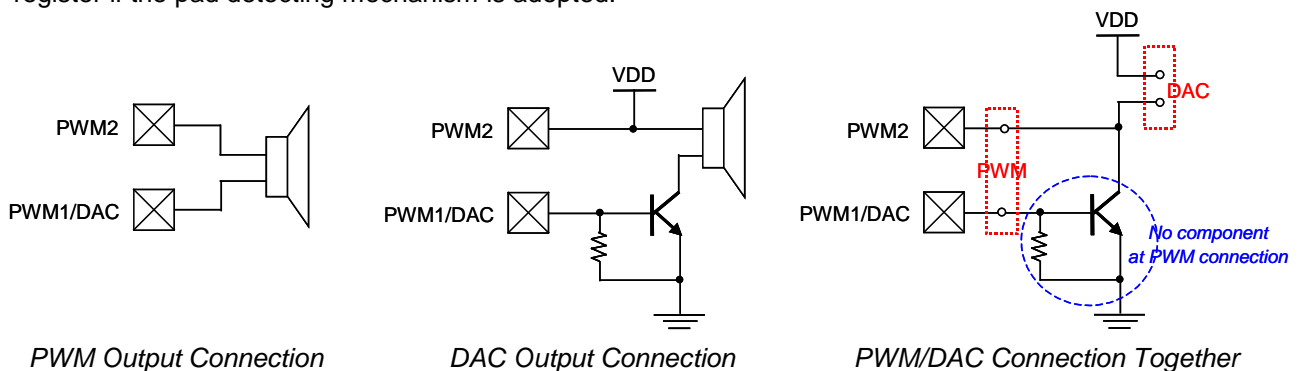 register if the pad detecting mechanism is adopted.
PWM2
PWM1/DAC
PWM Output Connection
VDD
PWM2
PWM1/DAC
DAC Output Connection
VDD
DAC
PWM2
PWM
PWM1/DAC
No component
at PWM connection
PWM/DAC Connection Together